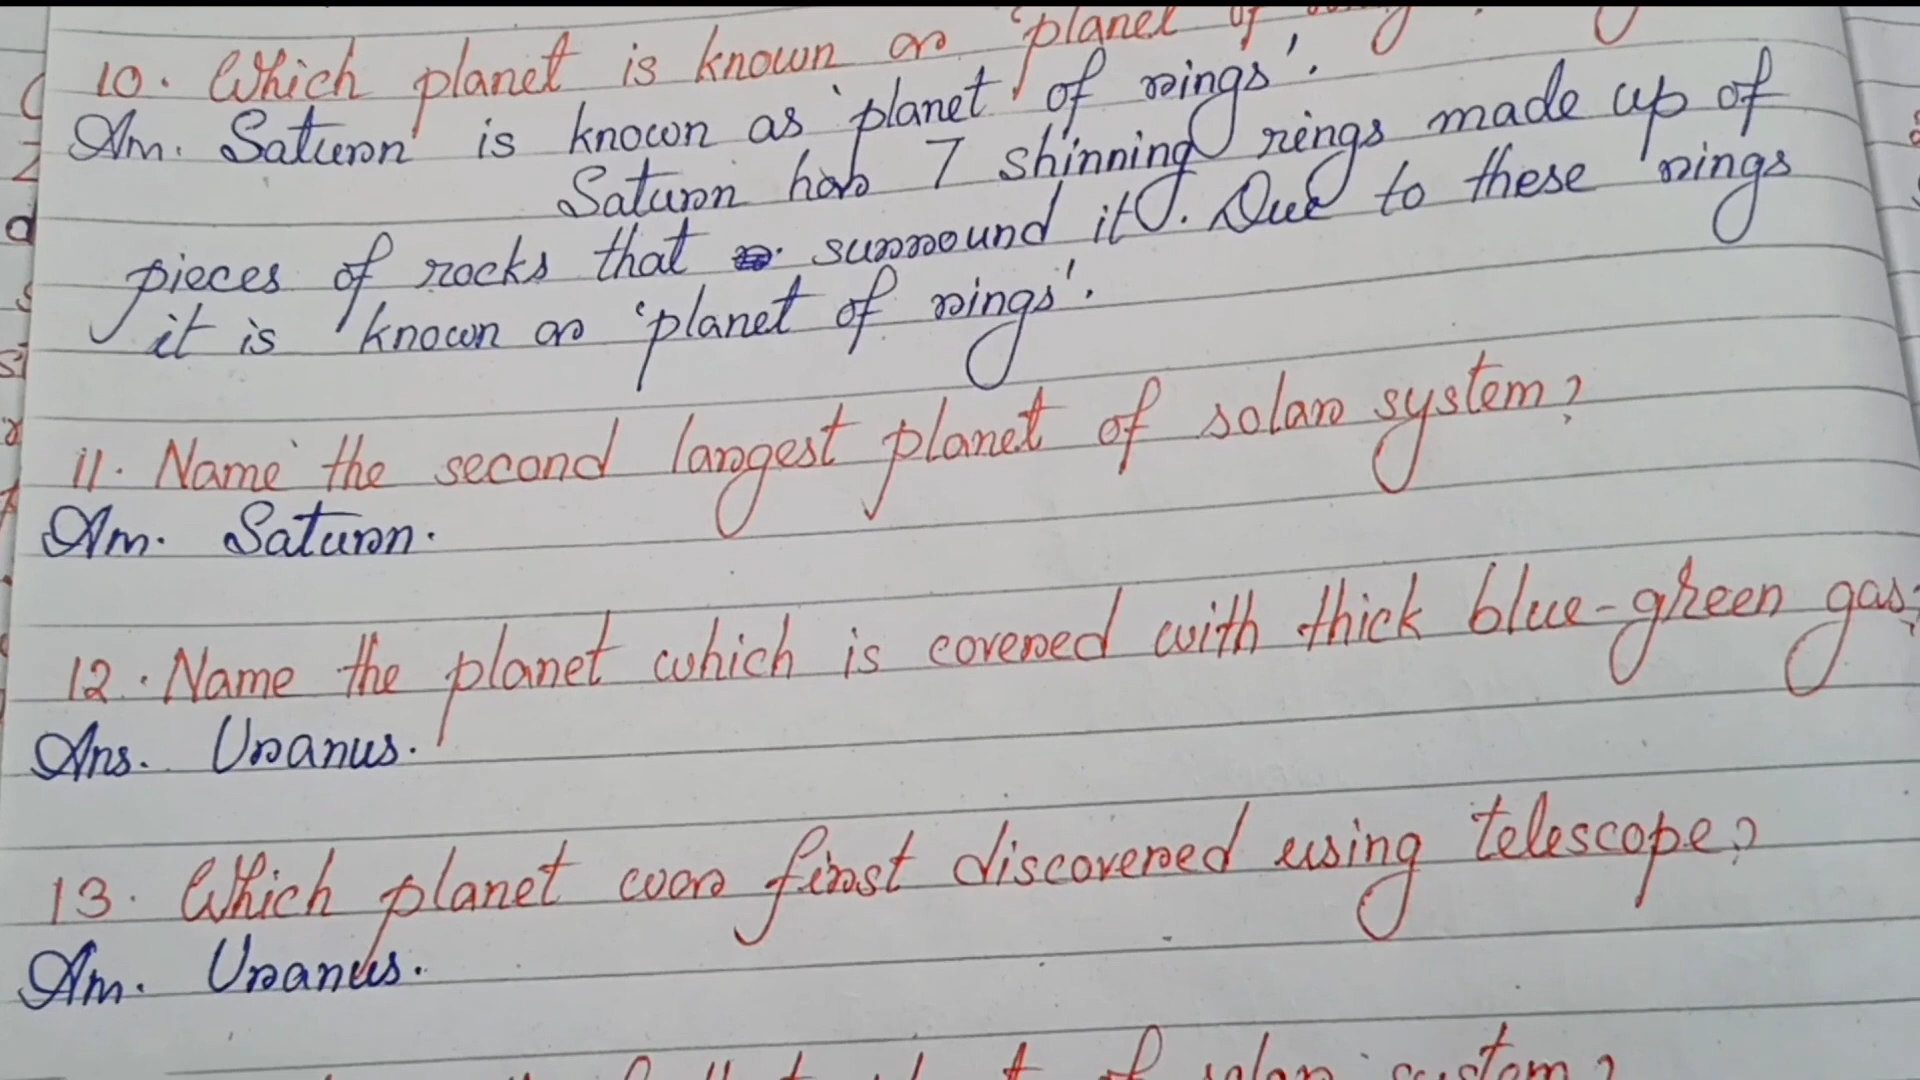 10. Which planet is known as 'planet of
Ans. Saturn is known as 'planet of rings'.
Saturn has 7 shinning rings made up of
pieces of rocks that surround it. Due to these rings
it is known as 'planet of rings'.
11. Name the second largest planet of solar system?
Ans. Saturn.
12. Name the planet which is covered with thick blue-green gas?
Ans. Uranus.
13. Which planet was first discovered using telescope?
Ans. Uranus.
of solar system?